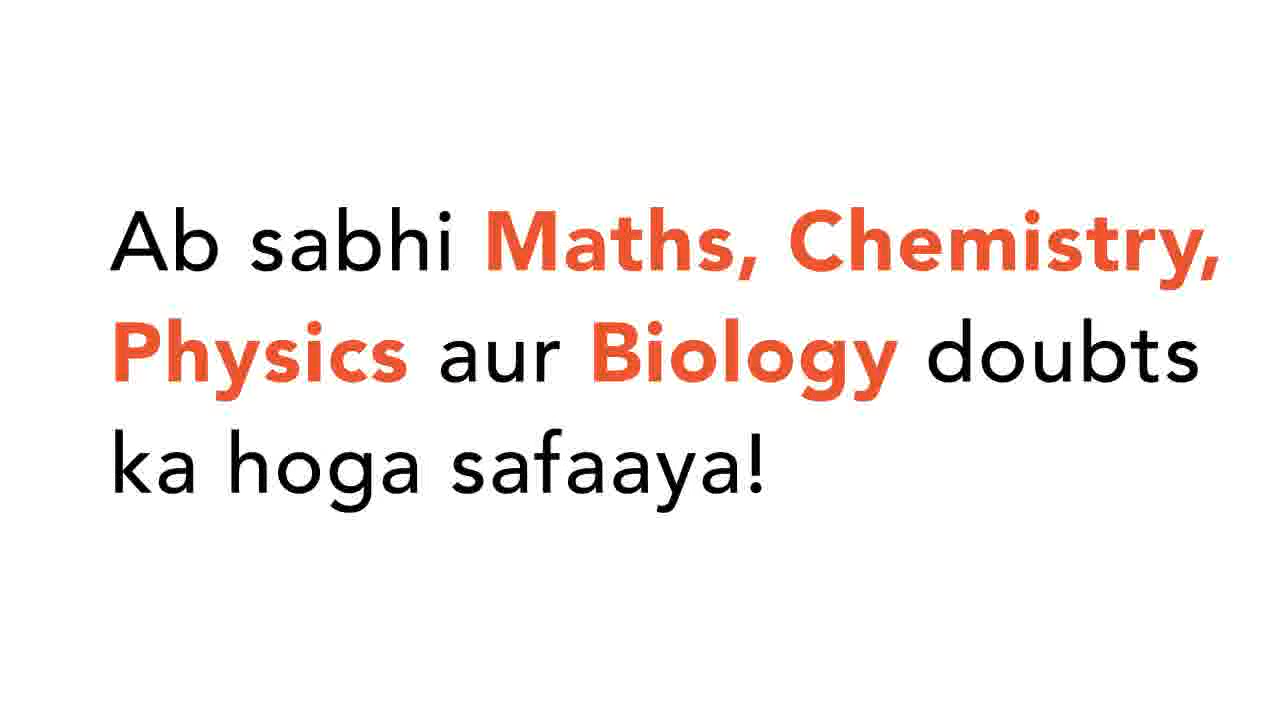 Ab sabhi Maths, Chemistry,
Physics aur Biology doubts
ka hoga safaaya!